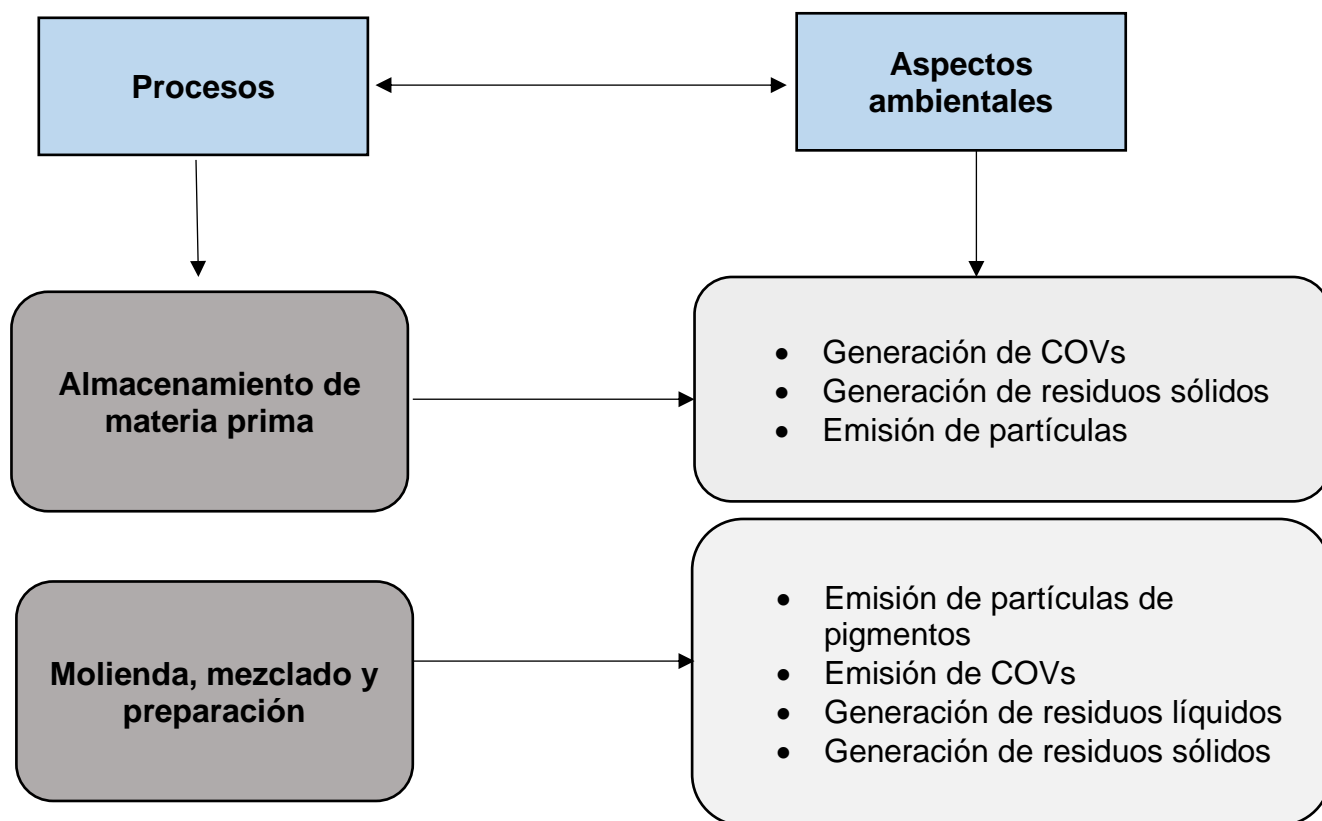 Procesos
Aspectos
ambientales
Almacenamiento de
materia prima
• Generación de COVs
• Generación de residuos sólidos
• Emisión de partículas
Molienda, mezclado y
preparación
• Emisión de partículas de
pigmentos
• Emisión de COVs
• Generación de residuos líquidos
• Generación de residuos sólidos